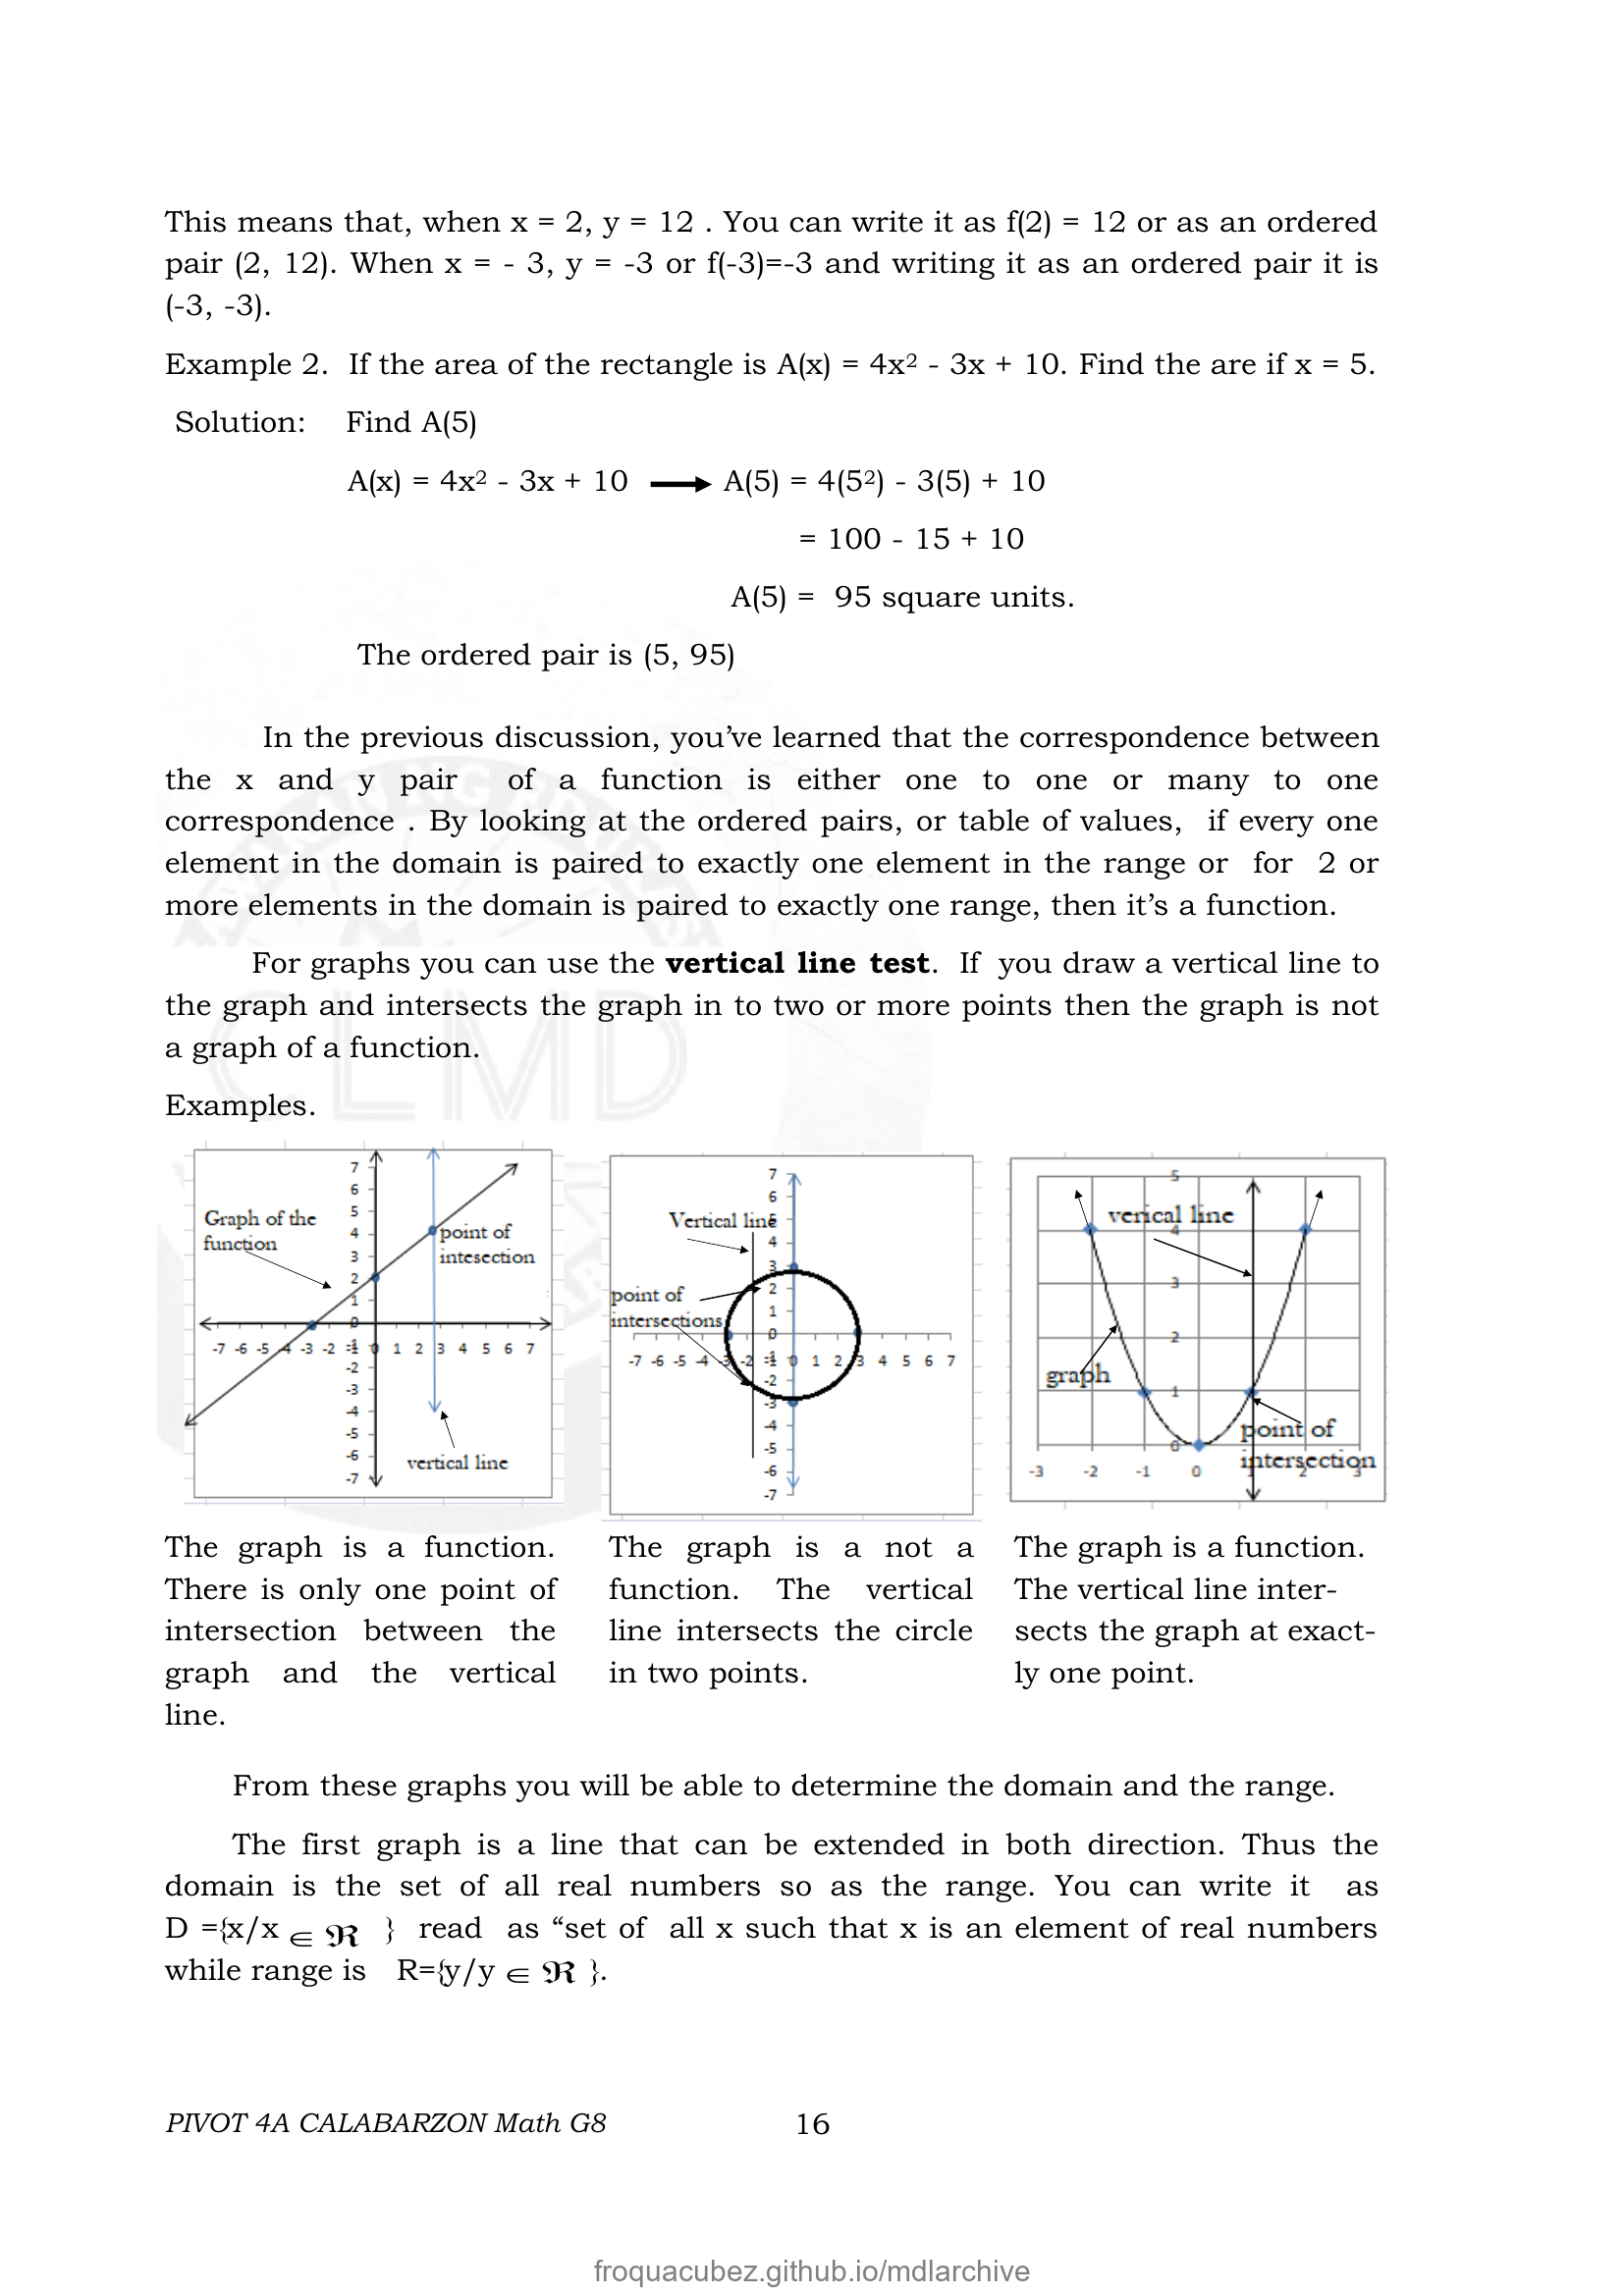 This means that, when x = 2, y = 12 . You can write it as f(2) = 12 or as an ordered
pair (2, 12). When x = - 3, y = -3 or f(-3)=-3 and writing it as an ordered pair it is
(-3, -3).
Example 2. If the area of the rectangle is A(x) = 4x² - 3x + 10. Find the are if x = 5.
Solution: Find A(5)
A(x) = 4x² - 3x + 10 ⟶ A(5) = 4(5²) - 3(5) + 10
= 100 - 15 + 10
A(5) = 95 square units.
The ordered pair is (5, 95)
In the previous discussion, you’ve learned that the correspondence between
the x and y pair of a function is either one to one or many to one
correspondence . By looking at the ordered pairs, or table of values, if every one
element in the domain is paired to exactly one element in the range or for 2 or
more elements in the domain is paired to exactly one range, then it’s a function.
For graphs you can use the vertical line test. If you draw a vertical line to
the graph and intersects the graph in to two or more points then the graph is not
a graph of a function.
CLMD
Examples.
7
6
5
4
3
2
1
0
-1
-2
-3
-4
-5
-6
-7
-7 -6 -5 -4 -3 -2 -1 0 1 2 3 4 5 6 7
Graph of the
function
point of
intesection
vertical line
7
6
5
4
3
2
1
0
-1
-2
-3
-4
-5
-6
-7
-7 -6 -5 -4 -3 -2 -1 0 1 2 3 4 5 6 7
Vertical line
point of
intersections
5
4
3
2
1
0
-3 -2 -1 0 1 2 3
verical line
graph
point of
intersection
The graph is a function.
There is only one point of
intersection between the
graph and the vertical
line.
The graph is a not a
function. The vertical
line intersects the circle
in two points.
The graph is a function.
The vertical line inter-
sects the graph at exact-
ly one point.
From these graphs you will be able to determine the domain and the range.
The first graph is a line that can be extended in both direction. Thus the
domain is the set of all real numbers so as the range. You can write it as
D ={x/x ∈ ℜ } read as “set of all x such that x is an element of real numbers
while range is R={y/y ∈ ℜ }.
PIVOT 4A CALABARZON Math G8 16
froquacubez.github.io/mdlarchive